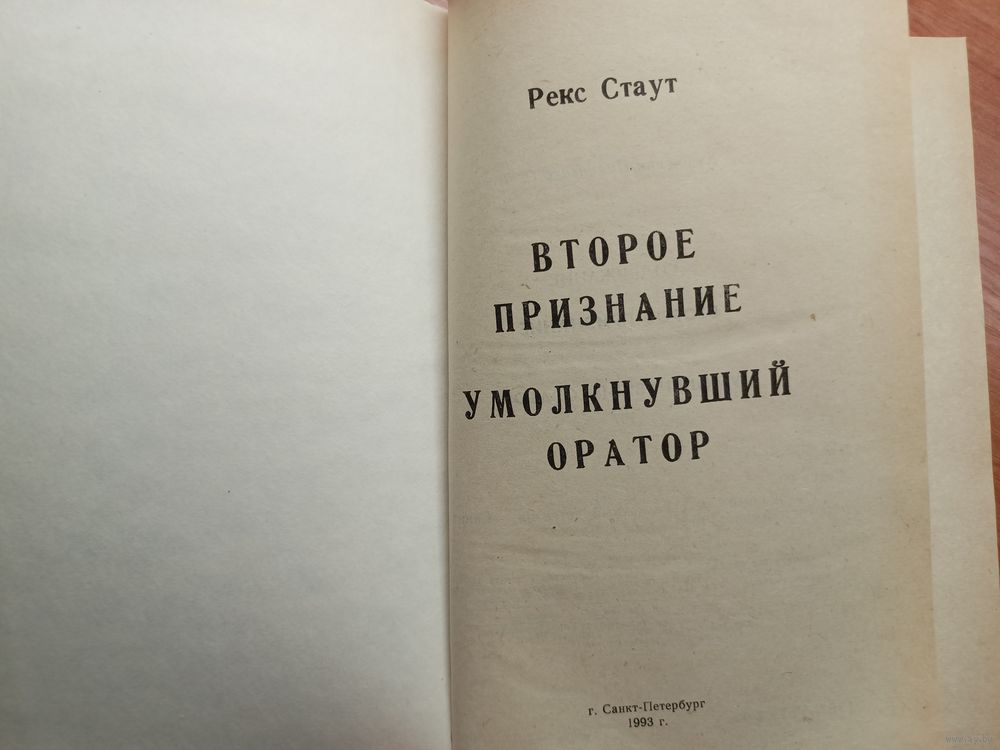 Рекс Стаут
ВТОРОЕ
ПРИЗНАНИЕ
УМОЛКНУВШИЙ
ОРАТОР
г. Санкт-Петербург
1993 г.